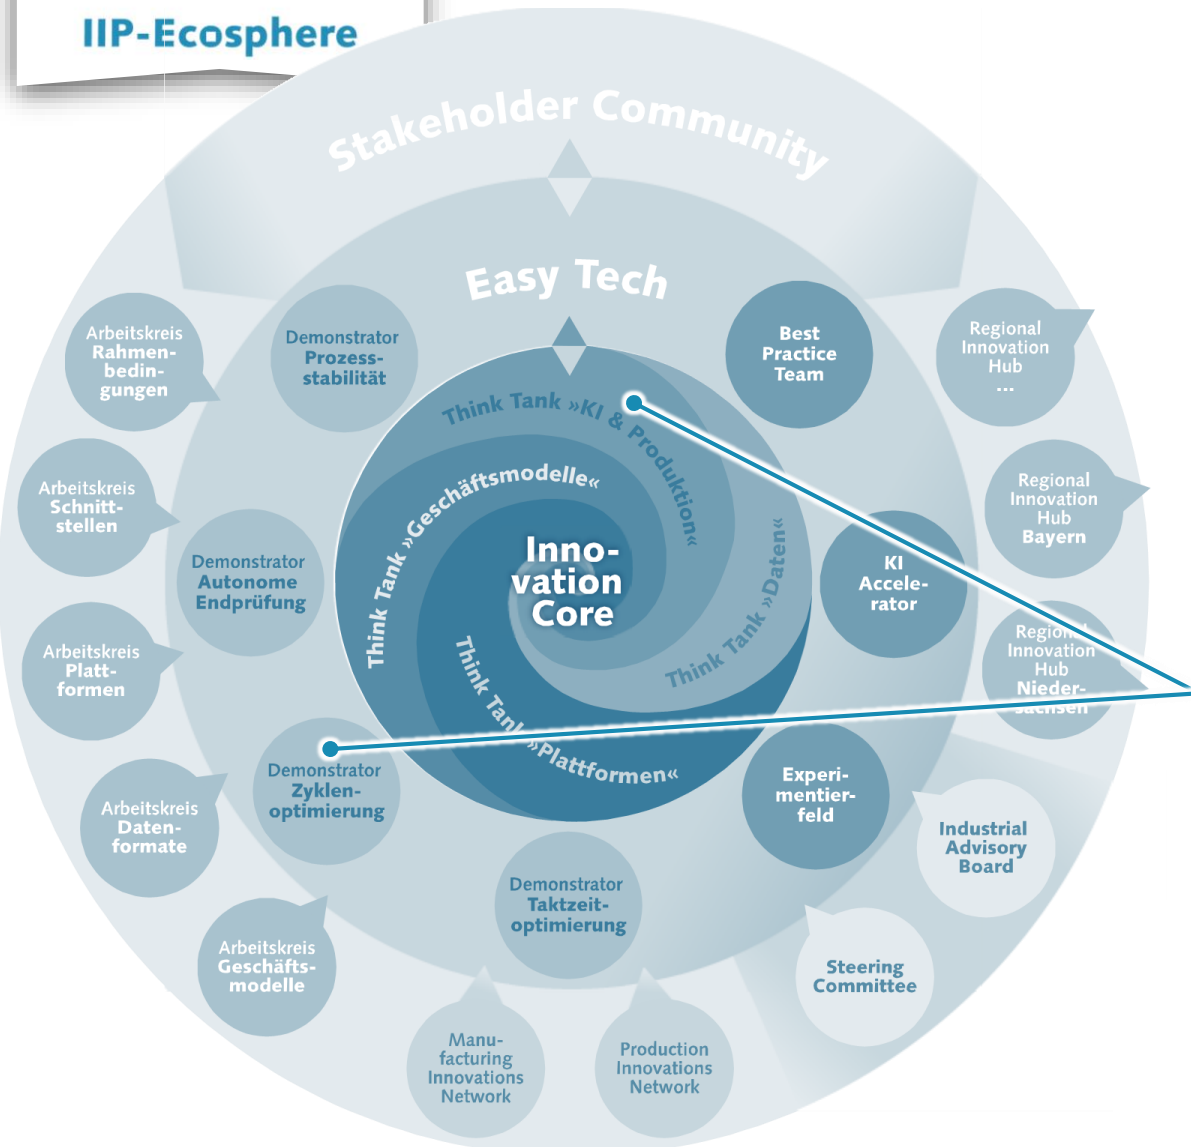 IIP-Ecosphere
Stakeholder Community
Easy Tech
Arbeitskreis
Rahmen-
bedin-
gungen
Demonstrator
Prozess-
stabilität
Best
Practice
Team
Regional
Innovation
Hub
...
Think Tank »KI & Produktion«
Think Tank »Geschäftsmodelle«
Arbeitskreis
Schnitt-
stellen
Regional
Innovation
Hub
Bayern
Demonstrator
Autonome
Endprüfung
Inno-
vation
Core
Think Tank »Daten«
KI
Accele-
rator
Arbeitskreis
Platt-
formen
Regional
Innovation
Hub
Nieder-
sachsen
Think Tank »Plattformen«
Demonstrator
Zyklen-
optimierung
Experi-
mentier-
feld
Arbeitskreis
Daten-
formate
Industrial
Advisory
Board
Demonstrator
Taktzeit-
optimierung
Arbeitskreis
Geschäfts-
modelle
Steering
Committee
Manu-
facturing
Innovations
Network
Production
Innovations
Network